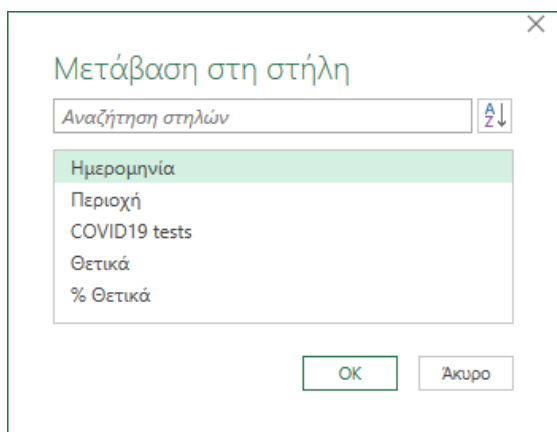 Μετάβαση στη στήλη
Αναζήτηση στηλών
A
Z
Ημερομηνία
Περιοχή
COVID19 tests
Θετικά
% Θετικά
OK
Άκυρο